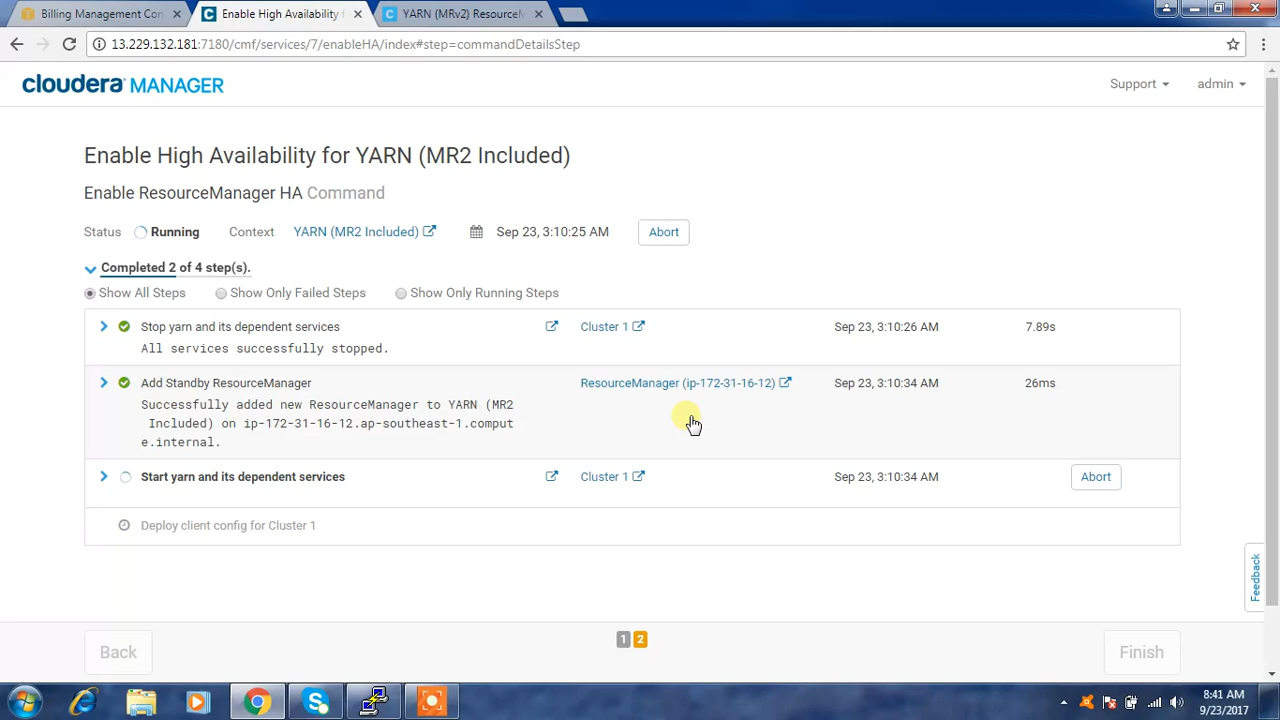 Billing Management Con
Enable High Availability f
YARN (MRv2) ResourceM
13.229.132.181:7180/cmf/services/7/enableHA/index#step=commandDetailsStep
cloudera MANAGER
Support
admin
Enable High Availability for YARN (MR2 Included)
Enable ResourceManager HA Command
Status Running Context YARN (MR2 Included) Sep 23, 3:10:25 AM Abort
Completed 2 of 4 step(s).
Show All Steps Show Only Failed Steps Show Only Running Steps
Stop yarn and its dependent services Cluster 1 Sep 23, 3:10:26 AM 7.89s
All services successfully stopped.
Add Standby ResourceManager ResourceManager (ip-172-31-16-12) Sep 23, 3:10:34 AM 26ms
Successfully added new ResourceManager to YARN (MR2
Included) on ip-172-31-16-12.ap-southeast-1.comput
e.internal.
Start yarn and its dependent services Cluster 1 Sep 23, 3:10:34 AM Abort
Deploy client config for Cluster 1
Feedback
Back 1 2 Finish
8:41 AM
9/23/2017